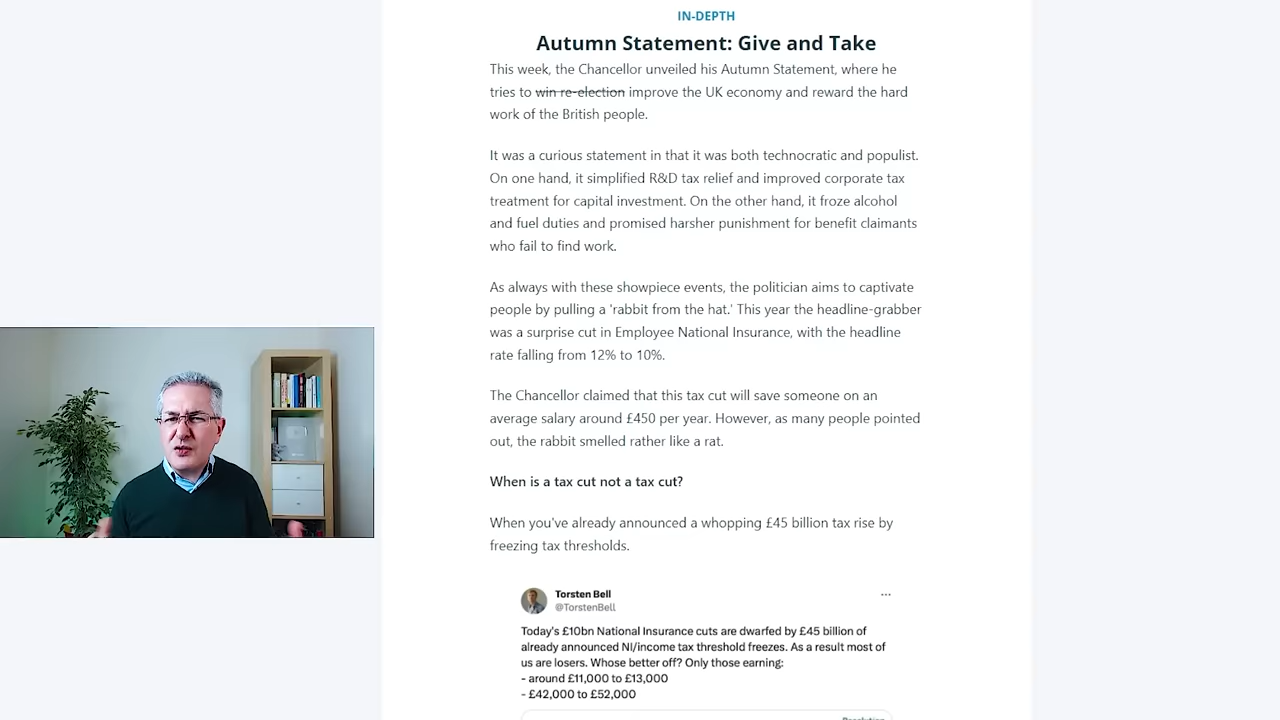 IN-DEPTH
Autumn Statement: Give and Take
This week, the Chancellor unveiled his Autumn Statement, where he
tries to win re-election improve the UK economy and reward the hard
work of the British people.
It was a curious statement in that it was both technocratic and populist.
On one hand, it simplified R&D tax relief and improved corporate tax
treatment for capital investment. On the other hand, it froze alcohol
and fuel duties and promised harsher punishment for benefit claimants
who fail to find work.
As always with these showpiece events, the politician aims to captivate
people by pulling a 'rabbit from the hat.' This year the headline-grabber
was a surprise cut in Employee National Insurance, with the headline
rate falling from 12% to 10%.
The Chancellor claimed that this tax cut will save someone on an
average salary around £450 per year. However, as many people pointed
out, the rabbit smelled rather like a rat.
When is a tax cut not a tax cut?
When you've already announced a whopping £45 billion tax rise by
freezing tax thresholds.
Torsten Bell
@TorstenBell
Today's £10bn National Insurance cuts are dwarfed by £45 billion of
already announced NI/income tax threshold freezes. As a result most of
us are losers. Whose better off? Only those earning:
- around £11,000 to £13,000
- £42,000 to £52,000